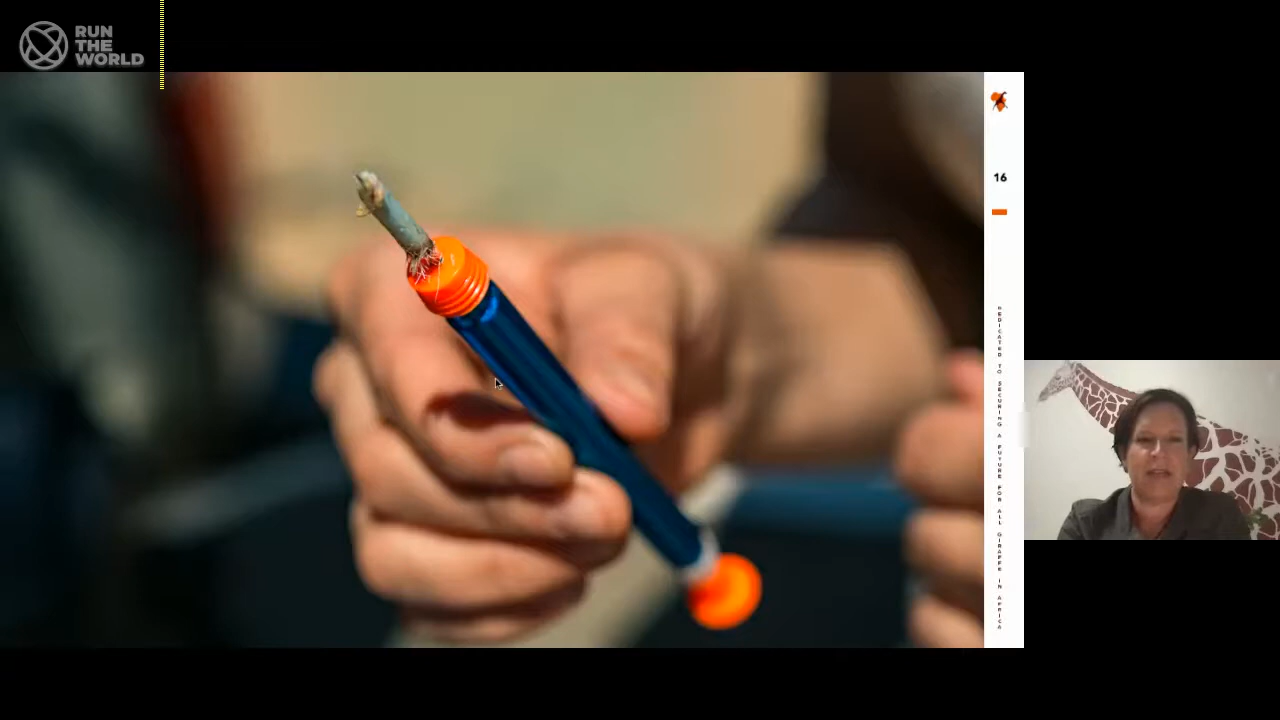 RUN
THE
WORLD
16
DEDICATED TO SECURING A FUTURE FOR ALL GIRAFFE IN AFRICA